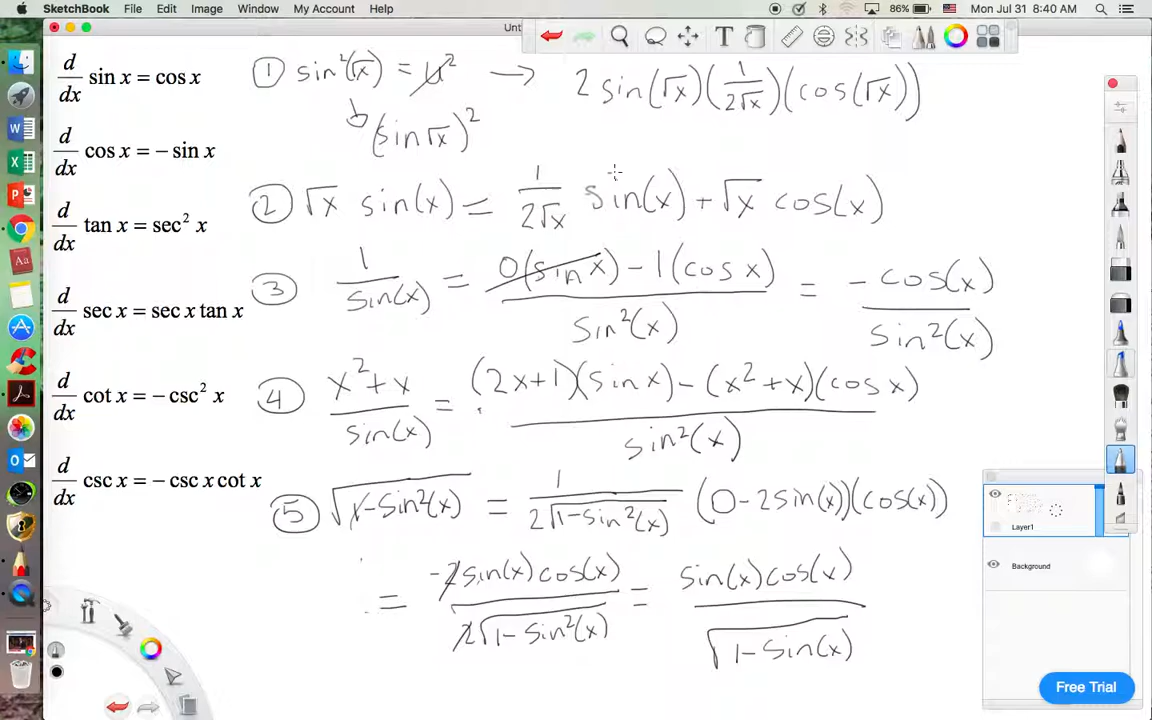 SketchBook File Edit Image Window My Account Help 86% Mon Jul 31 8:40 AM
Unt
d/dx sin x = cos x
d/dx cos x = − sin x
d/dx tan x = sec² x
d/dx sec x = sec x tan x
d/dx cot x = − csc² x
d/dx csc x = − csc x cot x
① sin²(√x) = u² → 2 sin(√x)(1/(2√x))(cos(√x))
(sin√x)²
② √x sin(x) = 1/(2√x) sin(x) + √x cos(x)
③ 1/sin(x) = (0(sin x) − 1(cos x))/sin²(x) = −cos(x)/sin²(x)
④ (x²+x)/sin(x) = ((2x+1)(sin x) − (x²+x)(cos x))/sin²(x)
⑤ √(1−sin²(x)) = 1/(2√(1−sin²(x))) (0−2sin(x))(cos(x))
= −2sin(x)cos(x)/(2√(1−sin²(x))) = sin(x)cos(x)/√(1−sin(x))
Layer1
Background
Free Trial